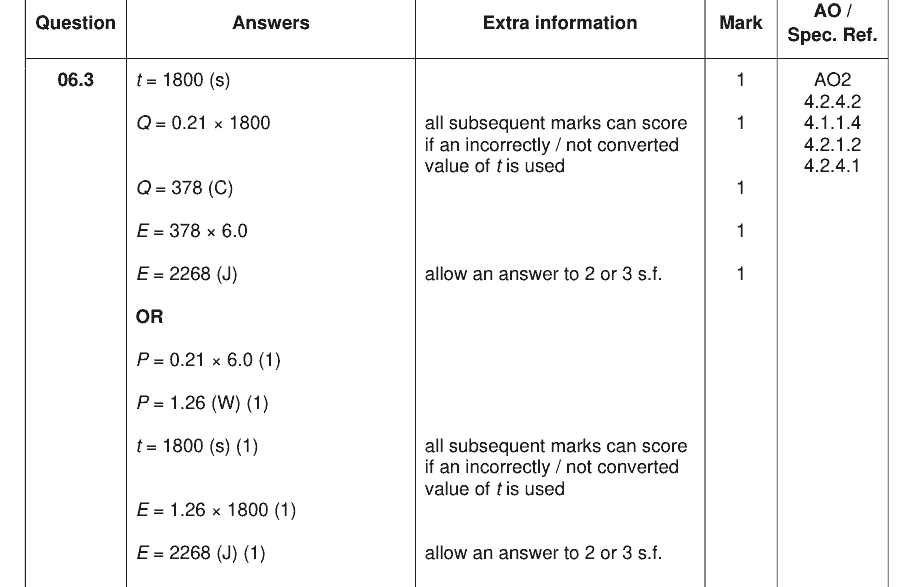 Question Answers Extra information Mark AO /
Spec. Ref.
06.3 t = 1800 (s) 1 AO2
4.2.4.2
Q = 0.21 × 1800 all subsequent marks can score 1 4.1.1.4
if an incorrectly / not converted 4.2.1.2
value of t is used 4.2.4.1
Q = 378 (C) 1
E = 378 × 6.0 1
E = 2268 (J) allow an answer to 2 or 3 s.f. 1
OR
P = 0.21 × 6.0 (1)
P = 1.26 (W) (1)
t = 1800 (s) (1) all subsequent marks can score
if an incorrectly / not converted
value of t is used
E = 1.26 × 1800 (1)
E = 2268 (J) (1) allow an answer to 2 or 3 s.f.